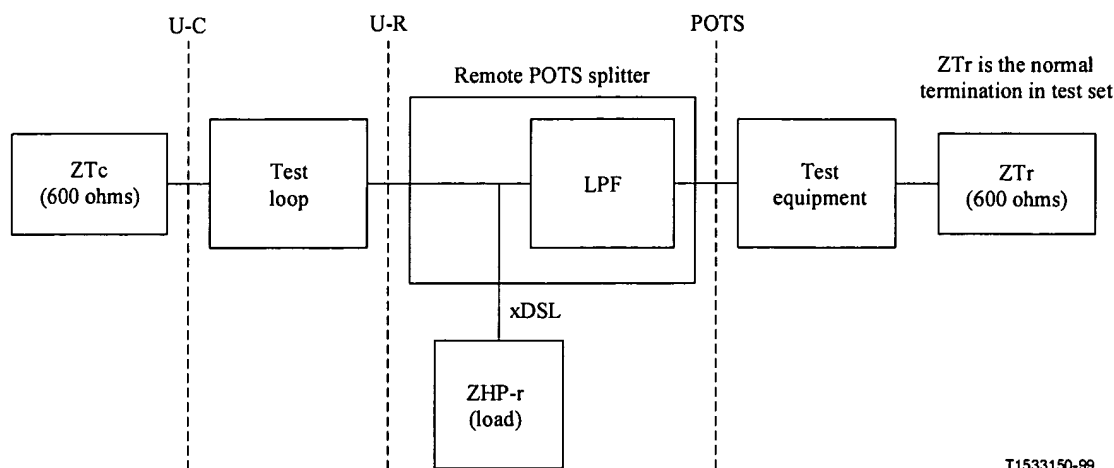 U-C
U-R
POTS
Remote POTS splitter
ZTr is the normal
termination in test set
ZTc
(600 ohms)
Test
loop
LPF
Test
equipment
ZTr
(600 ohms)
xDSL
ZHP-r
(load)
T1533150-99